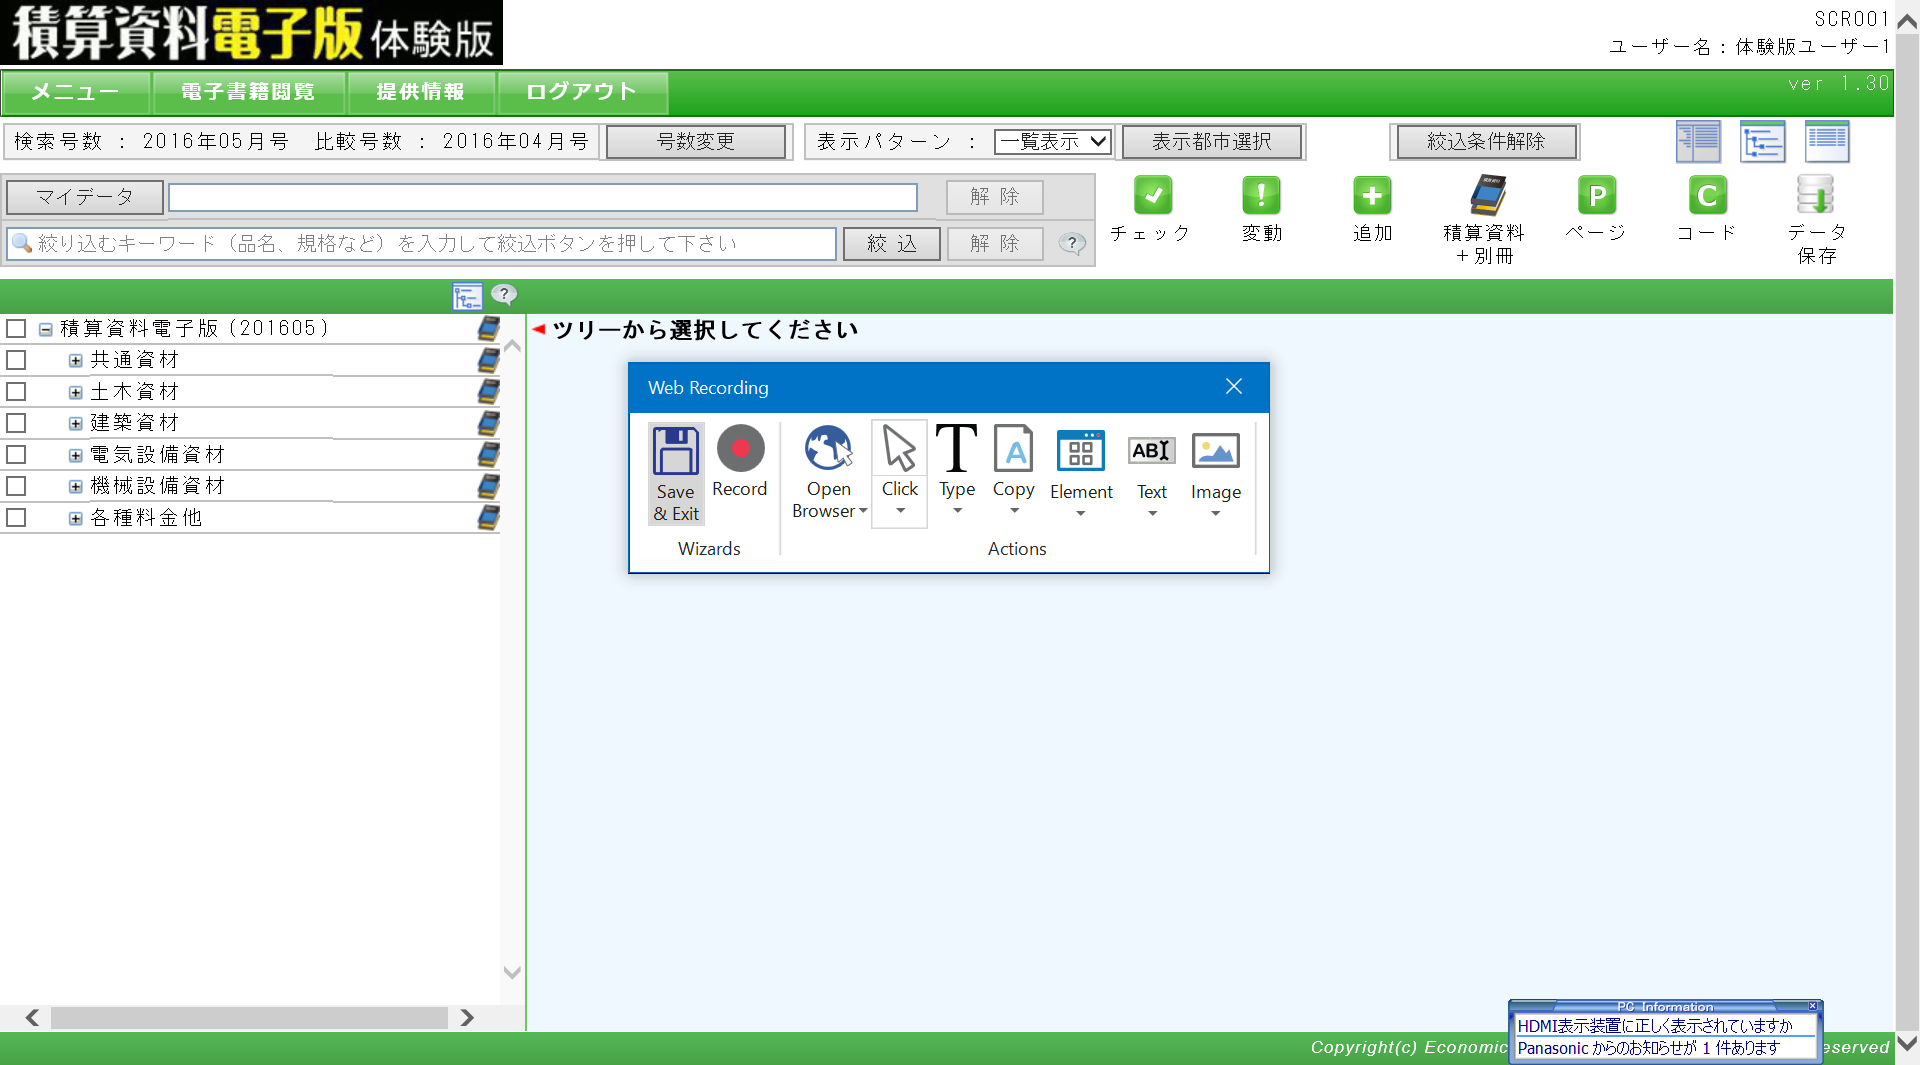 積算資料電子版 体験版
SCR001
ユーザー名：体験版ユーザー1
メニュー 電子書籍閲覧 提供情報 ログアウト
ver 1.30
検索号数 ： 2016年05月号 比較号数 ： 2016年04月号 号数変更 表示パターン ： 一覧表示 表示都市選択 絞込条件解除
マイデータ 解 除
絞り込むキーワード（品名、規格など）を入力して絞込ボタンを押して下さい 絞 込 解 除 ?
チェック 変動 追加 積算資料 ページ コード データ
＋別冊 保存
?
積算資料電子版（201605）
共通資材
土木資材
建築資材
電気設備資材
機械設備資材
各種料金他
ツリーから選択してください
Web Recording
Save & Exit Record Open Browser Click Type Copy Element Text Image
Wizards Actions
PC Information
HDMI表示装置に正しく表示されていますか
Panasonic からのお知らせが 1 件あります
Copyright(c) Economic eserved